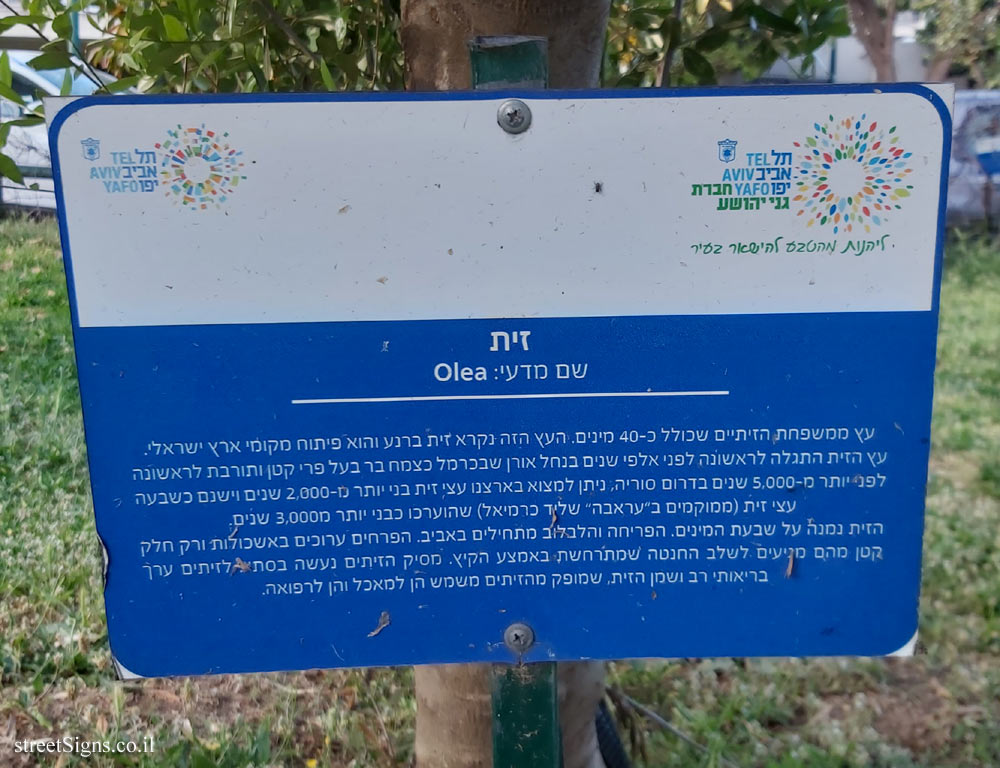 תל TEL
אביב AVIV
יפו YAFO
תל TEL
אביב AVIV
יפו YAFO חברת
גני יהושע
ליהנות מהטבע להישאר בעיר
זית
שם מדעי: Olea
עץ ממשפחת הזיתיים שכולל כ-40 מינים. העץ הזה נקרא זית ברנע והוא פיתוח מקומי ארץ ישראלי.
עץ הזית התגלה לראשונה לפני אלפי שנים בנחל אורן שבכרמל כצמח בר בעל פרי קטן ותורבת לראשונה
לפני יותר מ-5,000 שנים בדרום סוריה. ניתן למצוא בארצנו עצי זית בני יותר מ-2,000 שנים וישנם כשבעה
עצי זית (ממוקמים ב"עראבה" שליד כרמיאל) שהוערכו כבני יותר מ3,000 שנים.
הזית נמנה על שבעת המינים. הפריחה והלבלוב מתחילים באביב. הפרחים ערוכים באשכולות ורק חלק
קטן מהם מגיעים לשלב החנטה שמתרחשת באמצע הקיץ. מסיק הזיתים נעשה בסתיו. לזיתים ערך
בריאותי רב ושמן הזית, שמופק מהזיתים משמש הן למאכל והן לרפואה.
streetSigns.co.il